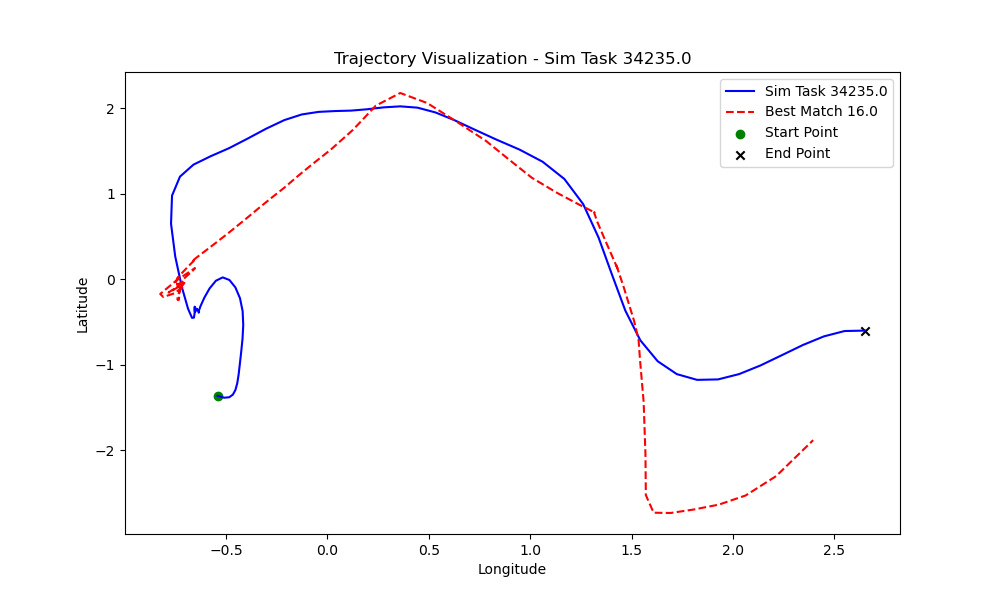 Trajectory Visualization - Sim Task 34235.0
Sim Task 34235.0
Best Match 16.0
Start Point
End Point
2
1
0
−1
−2
Latitude
−0.5
0.0
0.5
1.0
1.5
2.0
2.5
Longitude